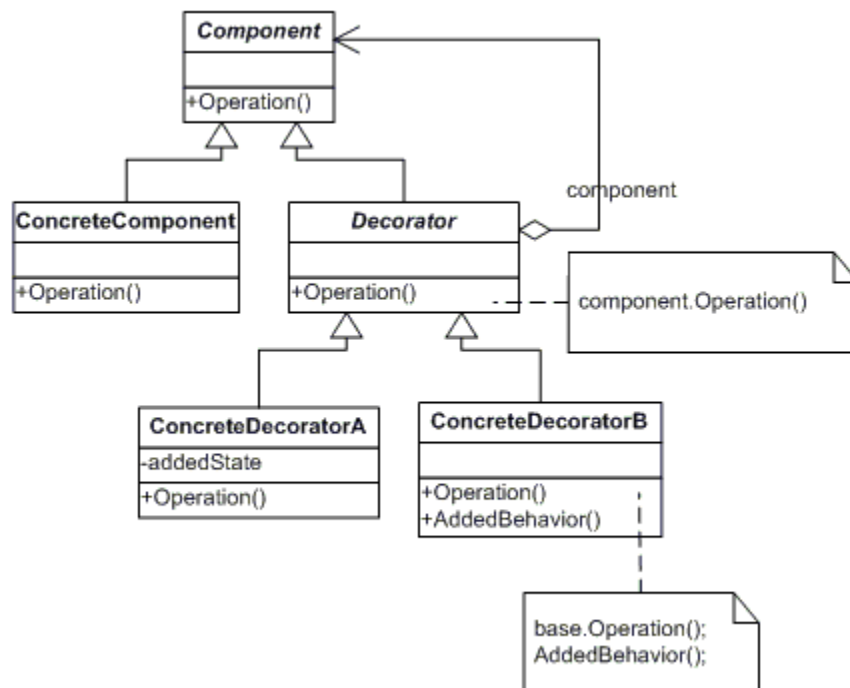 Component
+Operation()
component
ConcreteComponent
+Operation()
Decorator
+Operation()
component.Operation()
ConcreteDecoratorA
-addedState
+Operation()
ConcreteDecoratorB
+Operation()
+AddedBehavior()
base.Operation();
AddedBehavior();